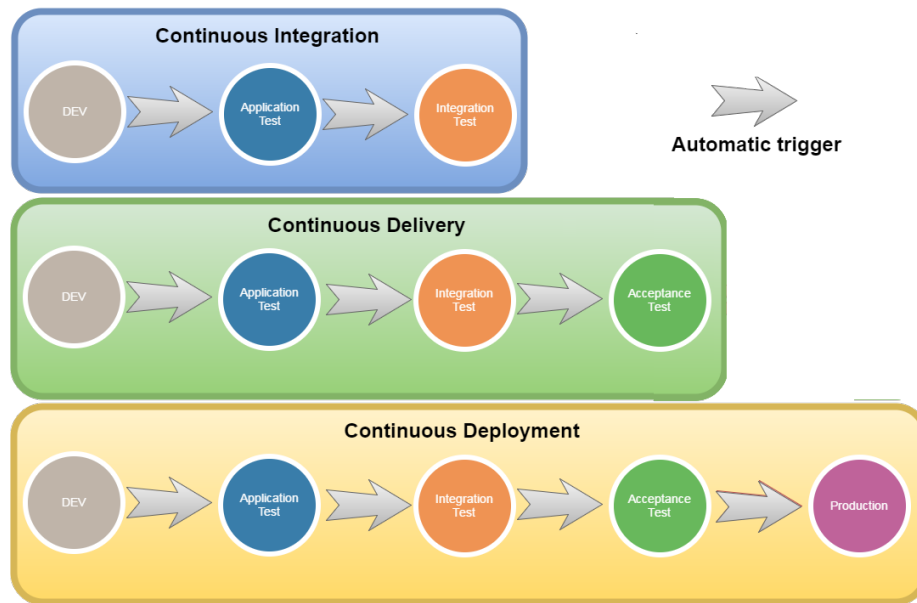 Continuous Integration
DEV
Application
Test
Integration
Test
Automatic trigger
Continuous Delivery
DEV
Application
Test
Integration
Test
Acceptance
Test
Continuous Deployment
DEV
Application
Test
Integration
Test
Acceptance
Test
Production